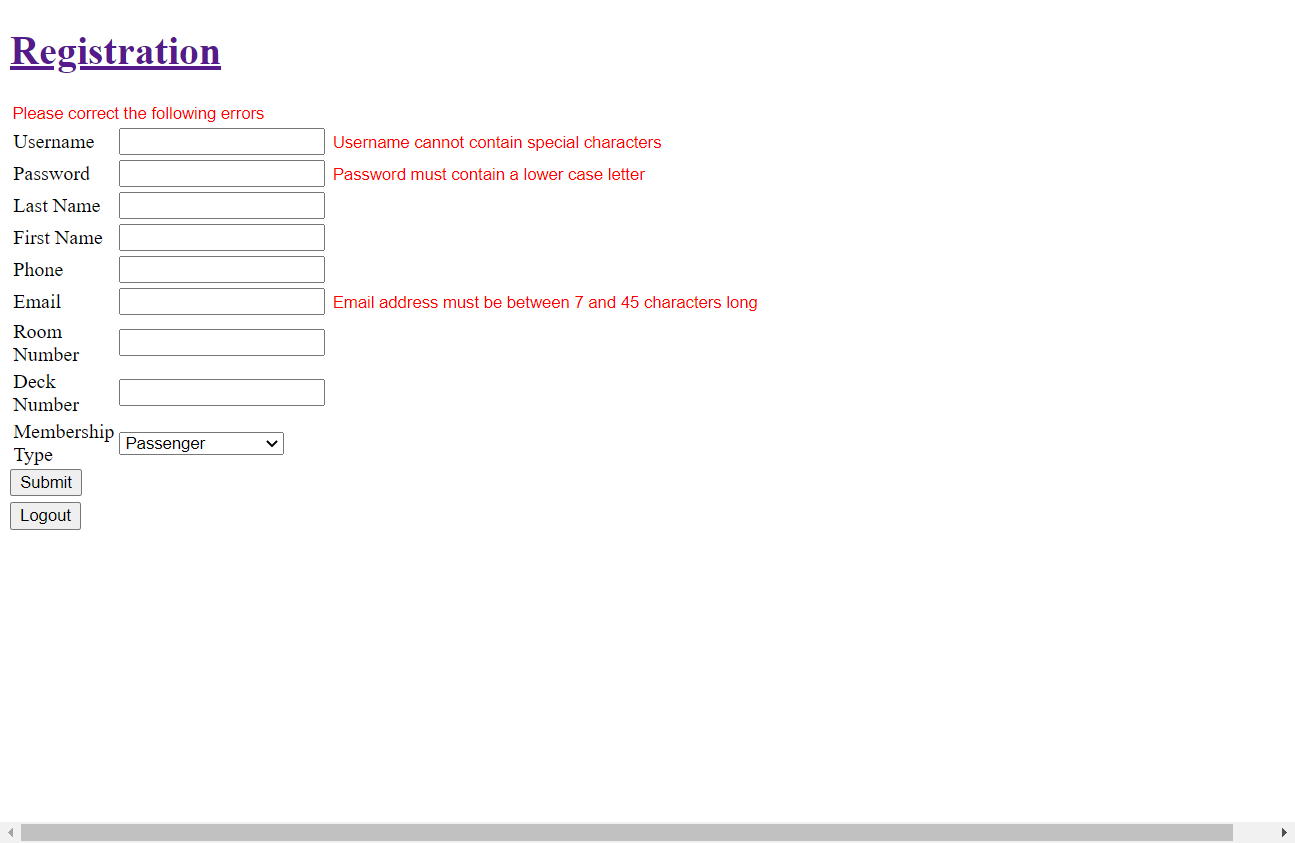 Registration
Please correct the following errors
Username Username cannot contain special characters
Password Password must contain a lower case letter
Last Name
First Name
Phone
Email Email address must be between 7 and 45 characters long
Room
Number
Deck
Number
Membership
Type Passenger
Submit
Logout